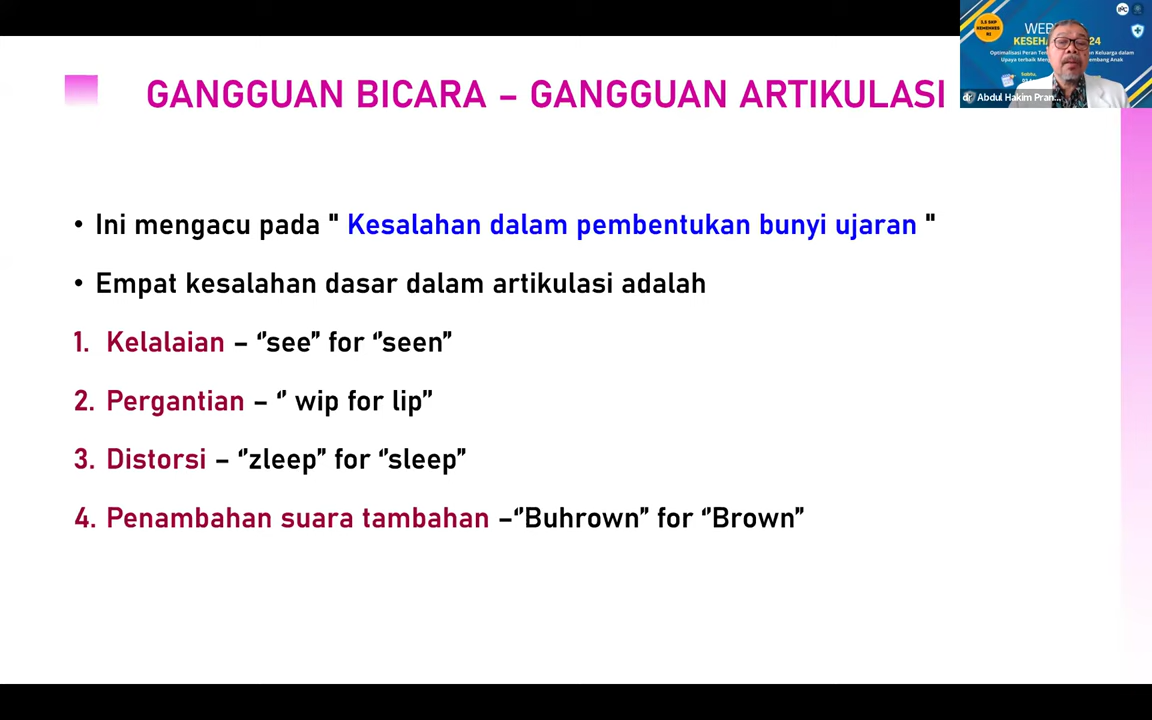 GANGGUAN BICARA – GANGGUAN ARTIKULASI
• Ini mengacu pada " Kesalahan dalam pembentukan bunyi ujaran "
• Empat kesalahan dasar dalam artikulasi adalah
1. Kelalaian – “see” for “seen”
2. Pergantian – “ wip for lip”
3. Distorsi – “zleep” for “sleep”
4. Penambahan suara tambahan –“Buhrown” for “Brown”
Sabtu,
dr. Abdul Hakim Pran...